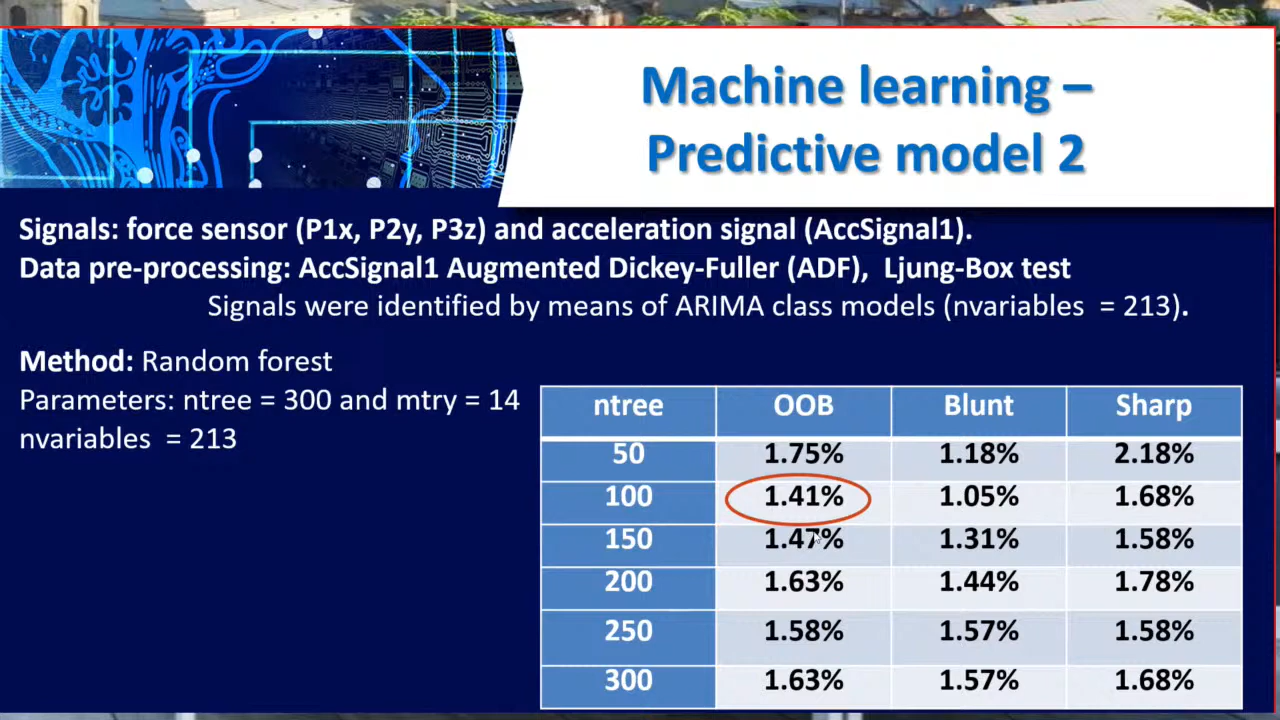 Machine learning –
Predictive model 2
Signals: force sensor (P1x, P2y, P3z) and acceleration signal (AccSignal1).
Data pre-processing: AccSignal1 Augmented Dickey-Fuller (ADF), Ljung-Box test
Signals were identified by means of ARIMA class models (nvariables = 213).
Method: Random forest
Parameters: ntree = 300 and mtry = 14
nvariables = 213
ntree OOB Blunt Sharp
50 1.75% 1.18% 2.18%
100 1.41% 1.05% 1.68%
150 1.47% 1.31% 1.58%
200 1.63% 1.44% 1.78%
250 1.58% 1.57% 1.58%
300 1.63% 1.57% 1.68%